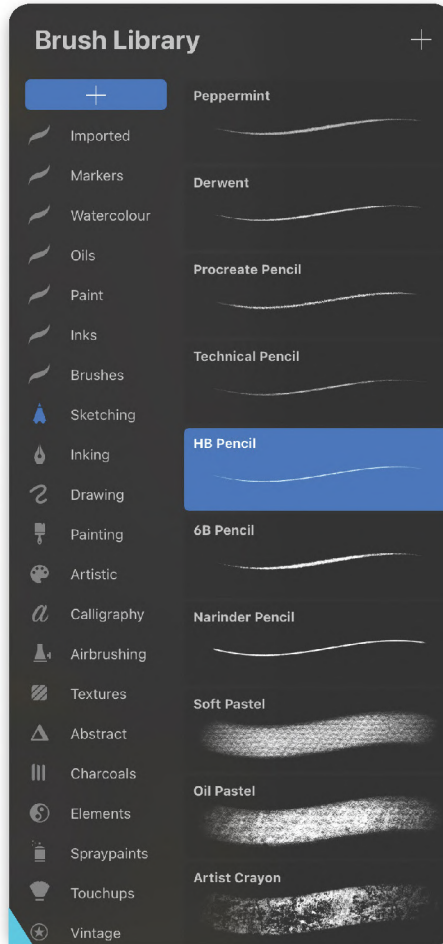 Brush Library
Imported
Markers
Watercolour
Oils
Paint
Inks
Brushes
Sketching
Inking
Drawing
Painting
Artistic
Calligraphy
Airbrushing
Textures
Abstract
Charcoals
Elements
Spraypaints
Touchups
Vintage
Peppermint
Derwent
Procreate Pencil
Technical Pencil
HB Pencil
6B Pencil
Narinder Pencil
Soft Pastel
Oil Pastel
Artist Crayon